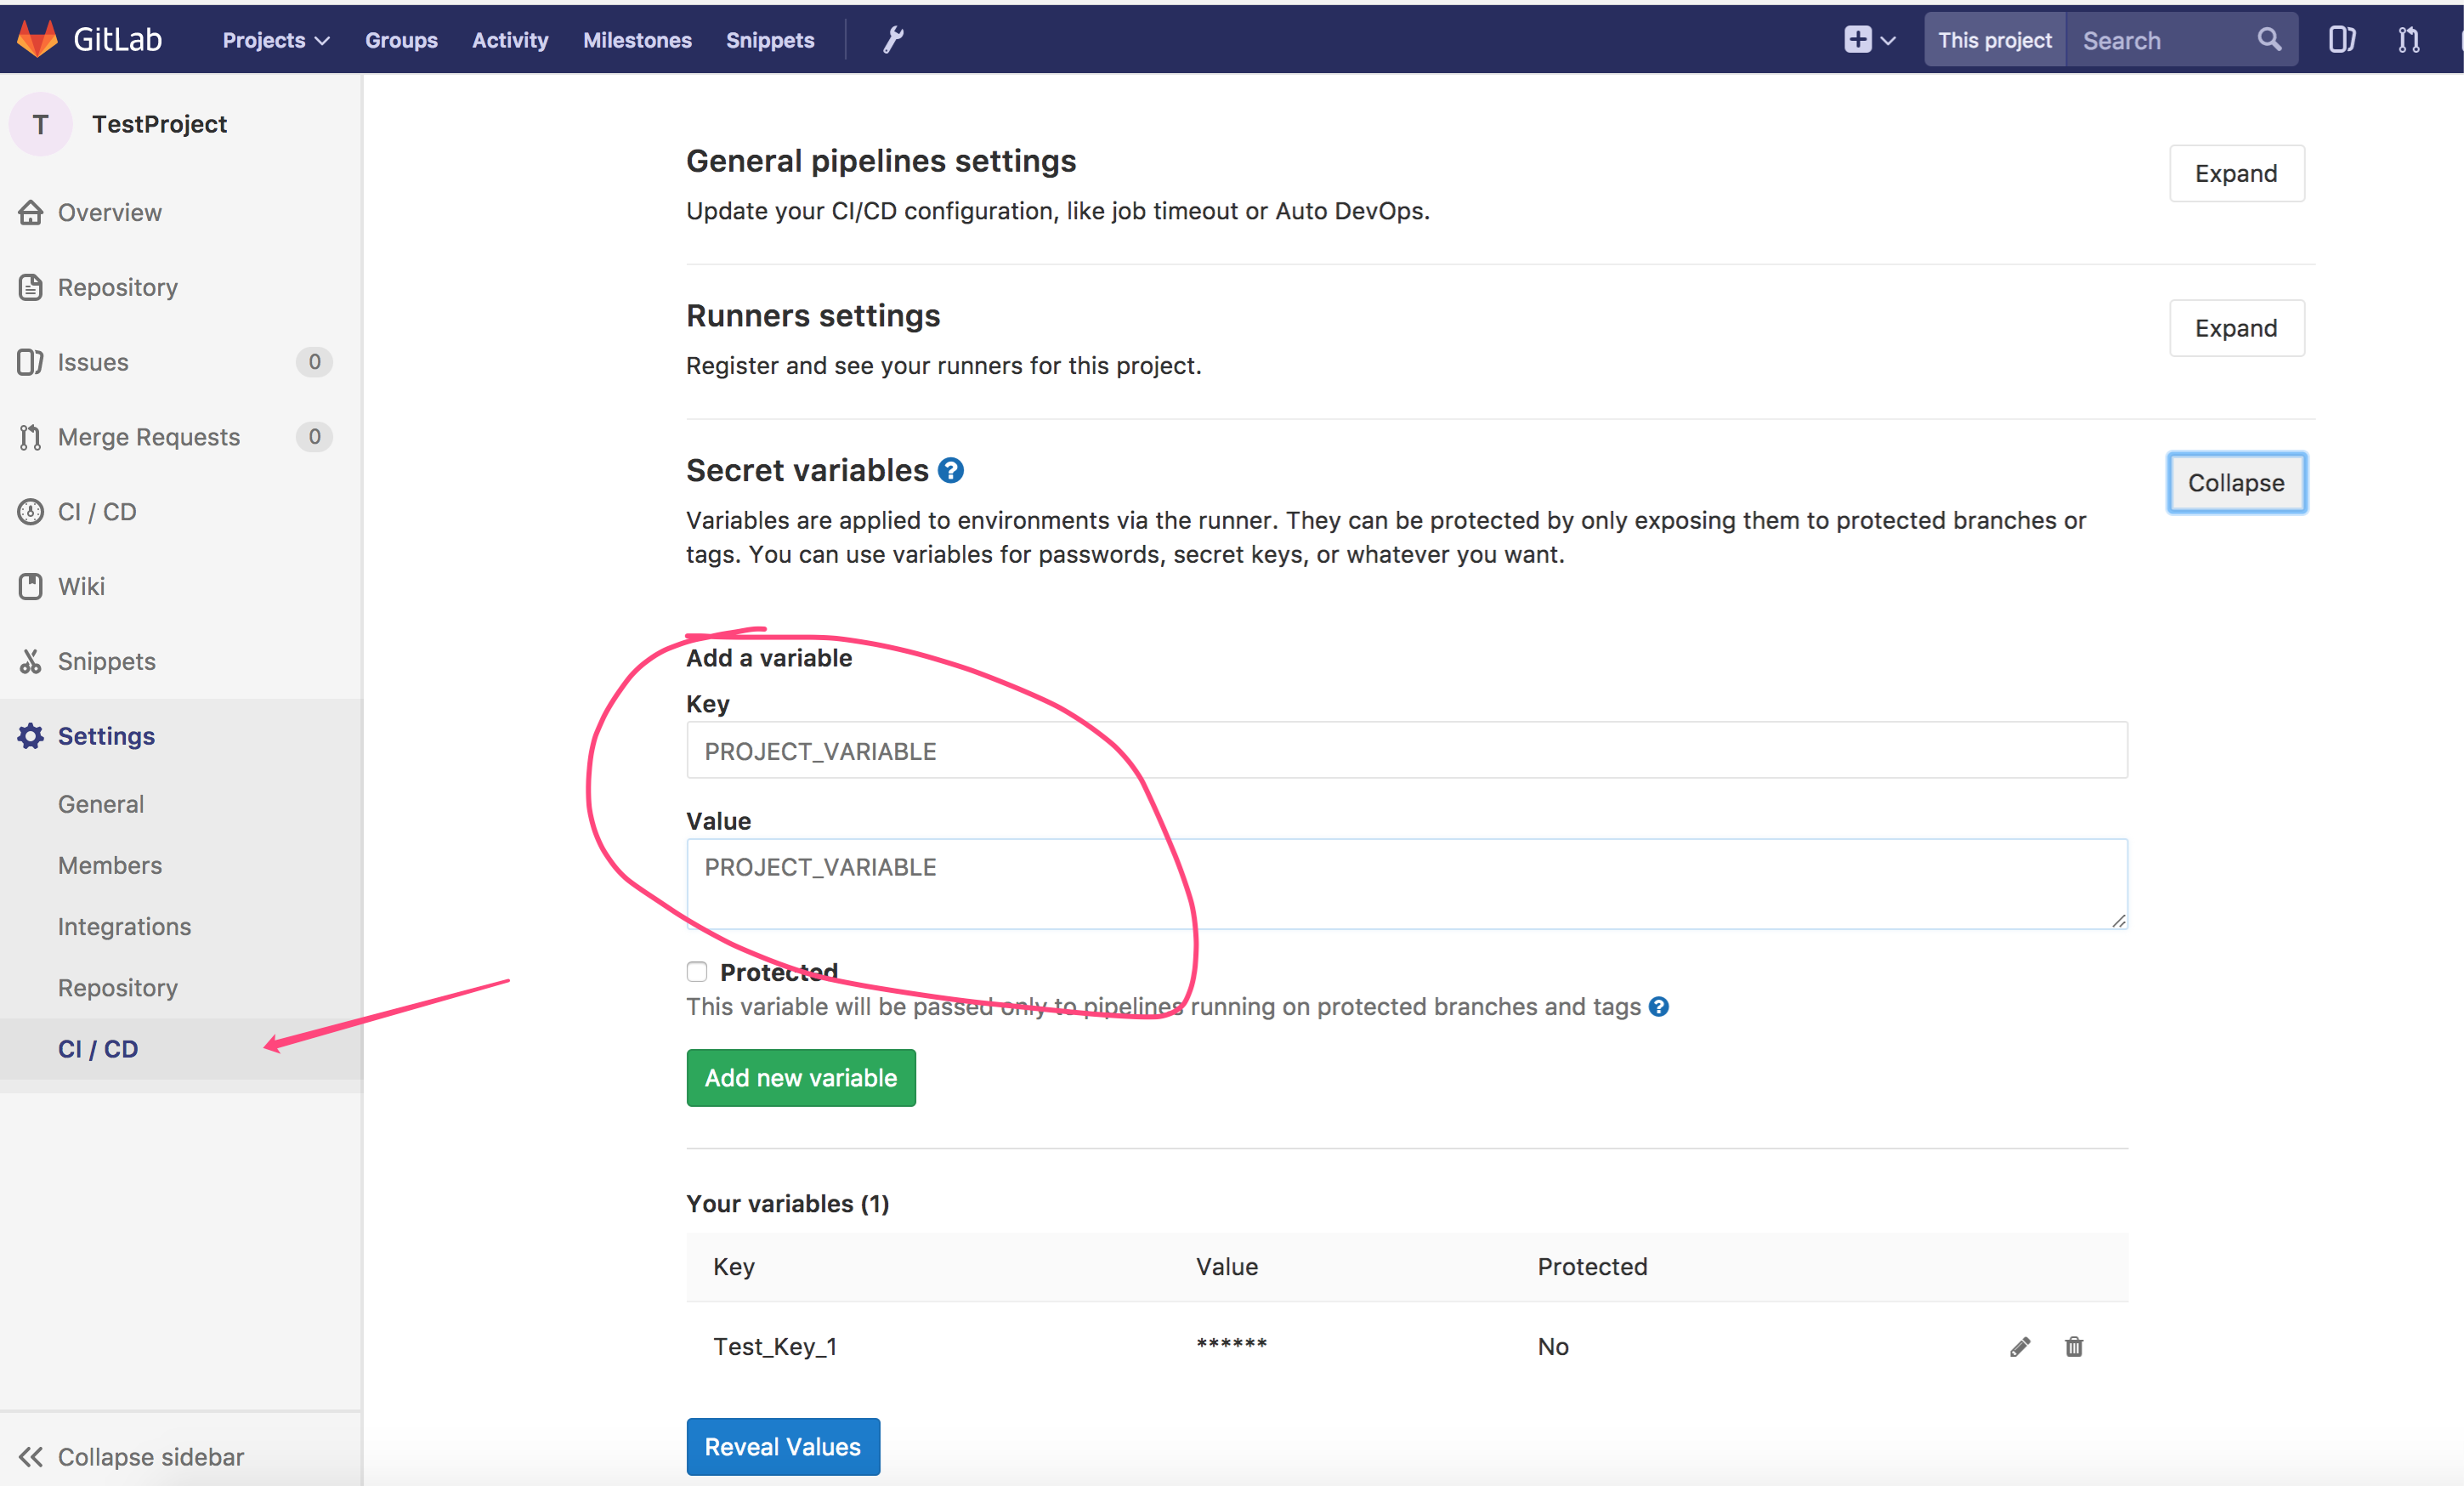 GitLab Projects Groups Activity Milestones Snippets This project Search
T TestProject
Overview
Repository
Issues 0
Merge Requests 0
CI / CD
Wiki
Snippets
Settings
General
Members
Integrations
Repository
CI / CD
Collapse sidebar
General pipelines settings
Expand
Update your CI/CD configuration, like job timeout or Auto DevOps.
Runners settings
Expand
Register and see your runners for this project.
Secret variables ?
Collapse
Variables are applied to environments via the runner. They can be protected by only exposing them to protected branches or
tags. You can use variables for passwords, secret keys, or whatever you want.
Add a variable
Key
PROJECT_VARIABLE
Value
PROJECT_VARIABLE
Protected
This variable will be passed only to pipelines running on protected branches and tags ?
Add new variable
Your variables (1)
Key Value Protected
Test_Key_1 ****** No
Reveal Values